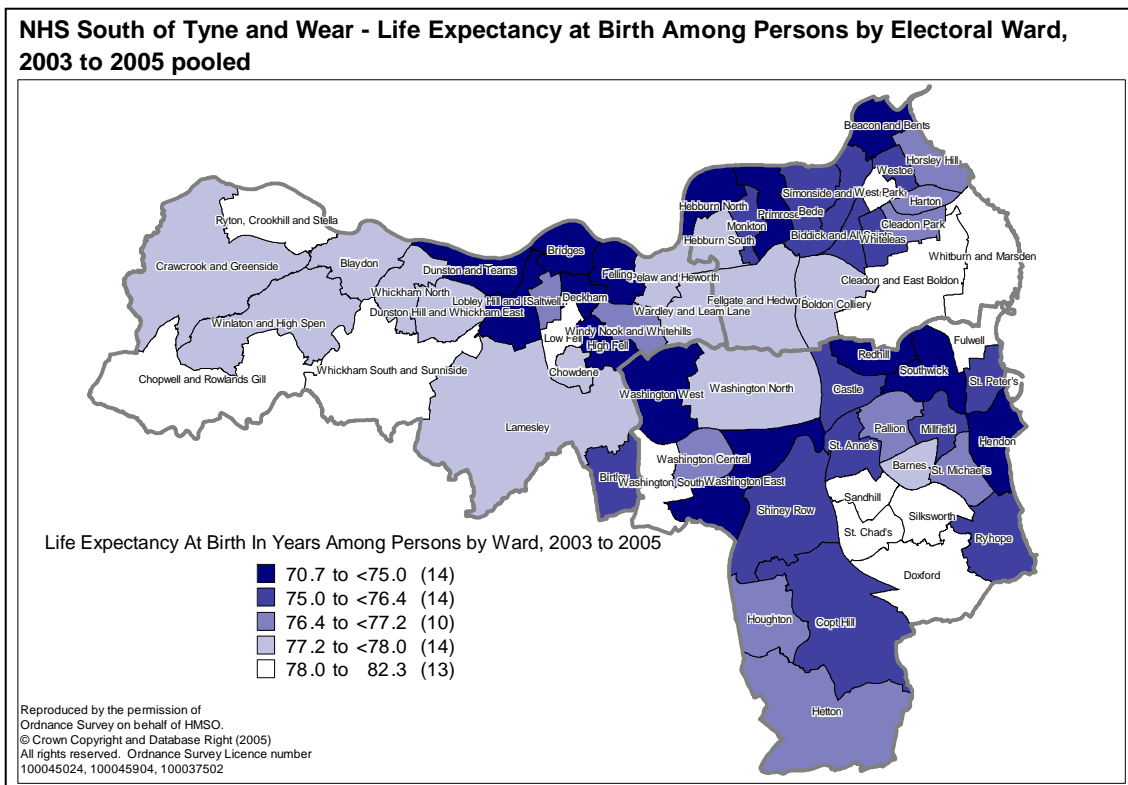 NHS South of Tyne and Wear - Life Expectancy at Birth Among Persons by Electoral Ward,
2003 to 2005 pooled
Beacon and Bents
Horsley Hill
Westoe
Simonside and
West Park
Hebburn North
Primrose
Bede
Harton
Monkton
Cleadon Park
Biddick and All
Whiteleas
Hebburn South
Ryton, Crookhill and Stella
Bridges
Whitburn and Marsden
Crawcrook and Greenside
Blaydon
Dunston and Teams
Felling
elaw and Heworth
Cleadon and East Boldon
Whickham North
Lobley Hill and
Saltwell
Deckham
Fellgate and Hedwor
Boldon Colliery
Dunston Hill and Whickham East
Wardley and Leam Lane
Winlaton and High Spen
Windy Nook and Whitehills
Low Fell
High Fell
Fulwell
Redhill
Whickham South and Sunniside
Chowdene
Southwick
Chopwell and Rowlands Gill
St. Peter's
Washington West
Washington North
Castle
Lamesley
Pallion
Millfield
Hendon
St. Anne's
Washington Central
Barnes
St. Michael's
Birtley
Washington South
Washington East
Sandhill
Shiney Row
Silksworth
St. Chad's
Ryhope
Doxford
Houghton
Copt Hill
Hetton
Life Expectancy At Birth In Years Among Persons by Ward, 2003 to 2005
70.7 to <75.0 (14)
75.0 to <76.4 (14)
76.4 to <77.2 (10)
77.2 to <78.0 (14)
78.0 to 82.3 (13)
Reproduced by the permission of
Ordnance Survey on behalf of HMSO.
© Crown Copyright and Database Right (2005)
All rights reserved. Ordnance Survey Licence number
100045024, 100045904, 100037502